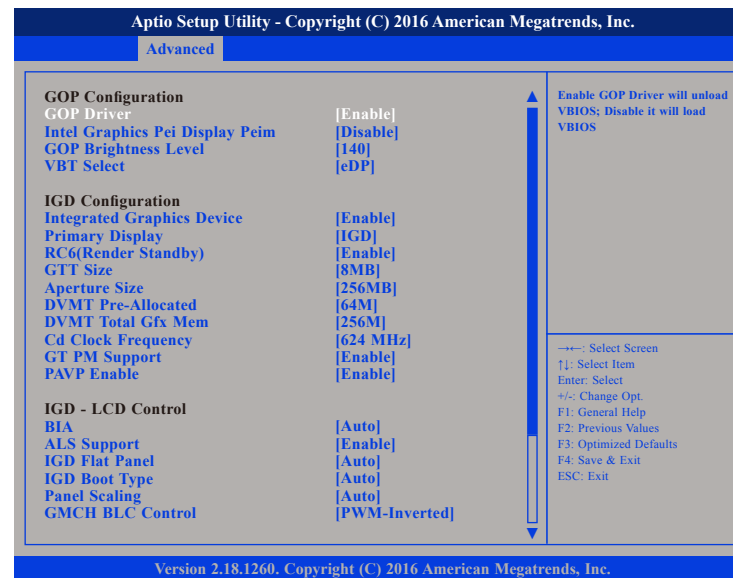 Aptio Setup Utility - Copyright (C) 2016 American Megatrends, Inc.
Advanced
GOP Configuration
GOP Driver [Enable]
Intel Graphics Pei Display Peim [Disable]
GOP Brightness Level [140]
VBT Select [eDP]
IGD Configuration
Integrated Graphics Device [Enable]
Primary Display [IGD]
RC6(Render Standby) [Enable]
GTT Size [8MB]
Aperture Size [256MB]
DVMT Pre-Allocated [64M]
DVMT Total Gfx Mem [256M]
Cd Clock Frequency [624 MHz]
GT PM Support [Enable]
PAVP Enable [Enable]
IGD - LCD Control
BIA [Auto]
ALS Support [Enable]
IGD Flat Panel [Auto]
IGD Boot Type [Auto]
Panel Scaling [Auto]
GMCH BLC Control [PWM-Inverted]
Enable GOP Driver will unload
VBIOS; Disable it will load
VBIOS
→←: Select Screen
↑↓: Select Item
Enter: Select
+/-: Change Opt.
F1: General Help
F2: Previous Values
F3: Optimized Defaults
F4: Save & Exit
ESC: Exit
Version 2.18.1260. Copyright (C) 2016 American Megatrends, Inc.